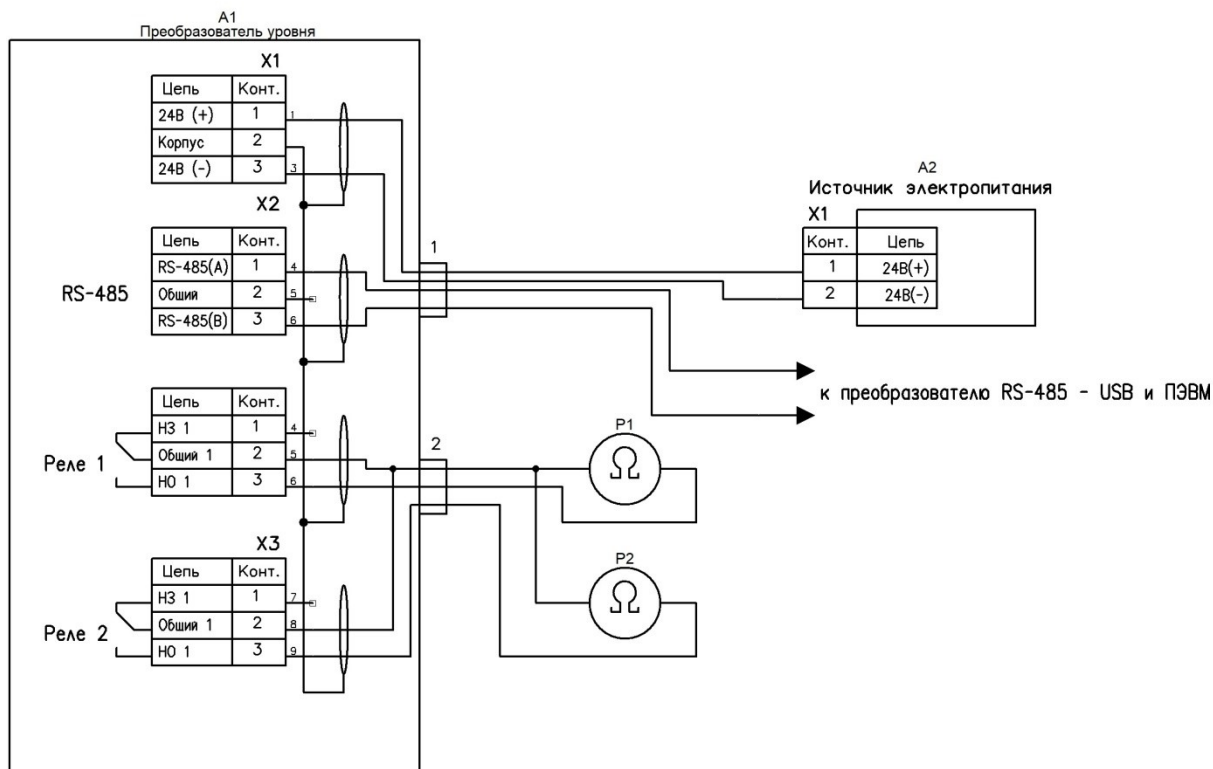 A1
Преобразователь уровня
X1
Цепь Конт.
24В (+) 1 1
Корпус 2
24В (-) 3 3
X2
RS-485
Цепь Конт.
RS-485(A) 1 4
Общий 2 5
RS-485(B) 3 6
1
A2
Источник электропитания
X1
Конт. Цепь
1 24В(+)
2 24В(-)
к преобразователю RS-485 - USB и ПЭВМ
Реле 1
Цепь Конт.
НЗ 1 1 4
Общий 1 2 5
НО 1 3 6
2
P1
Ω
X3
Реле 2
Цепь Конт.
НЗ 1 1 7
Общий 1 2 8
НО 1 3 9
P2
Ω